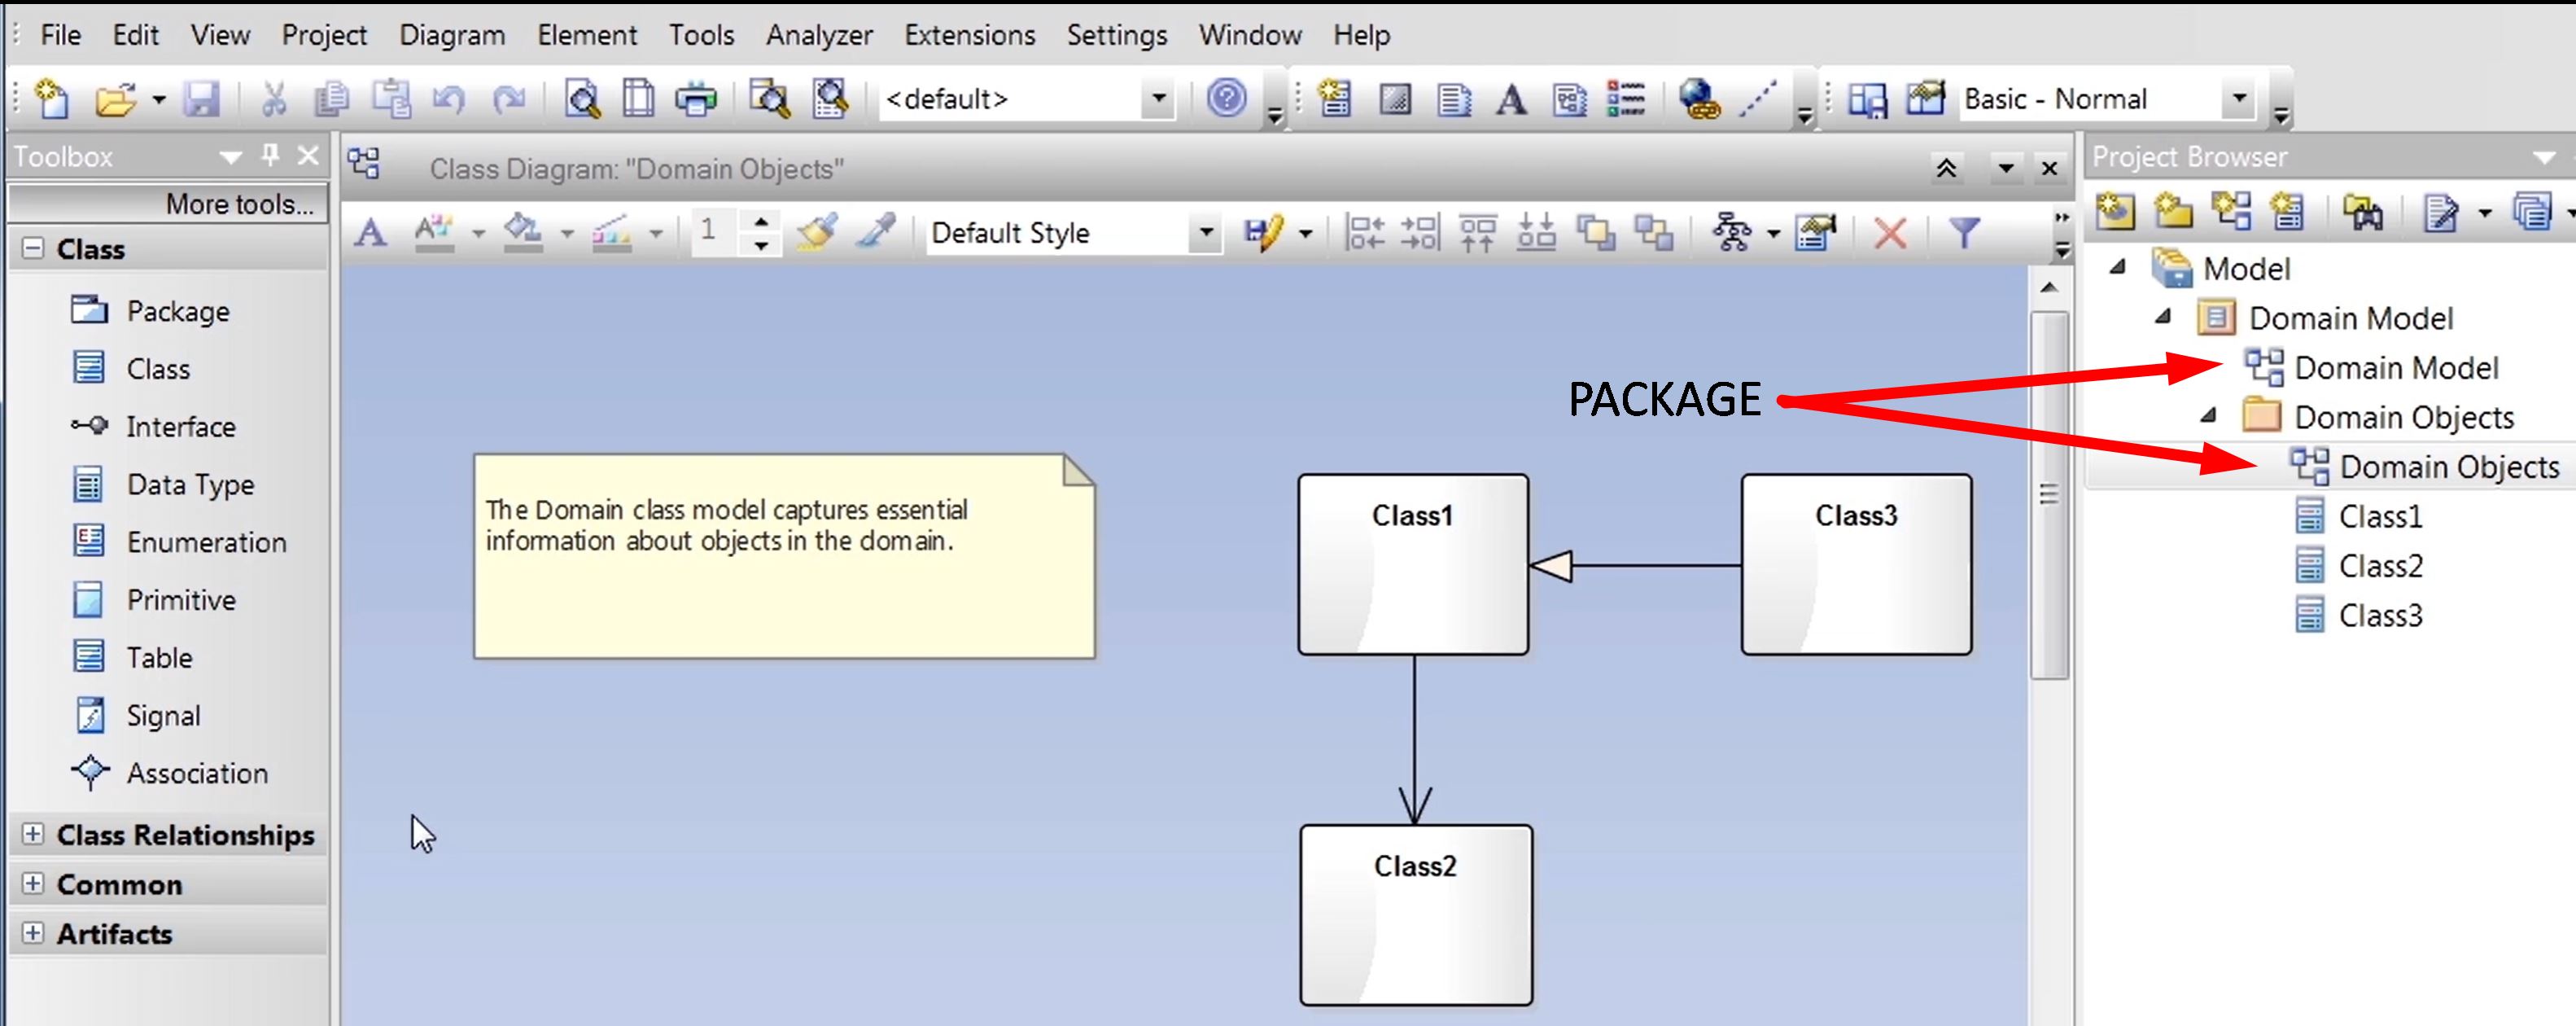 File Edit View Project Diagram Element Tools Analyzer Extensions Settings Window Help
<default>
Basic - Normal
Toolbox
More tools...
Class
Package
Class
Interface
Data Type
Enumeration
Primitive
Table
Signal
Association
Class Relationships
Common
Artifacts
Class Diagram: "Domain Objects"
1
Default Style
The Domain class model captures essential
information about objects in the domain.
PACKAGE
Class1
Class3
Class2
Project Browser
Model
Domain Model
Domain Model
Domain Objects
Domain Objects
Class1
Class2
Class3